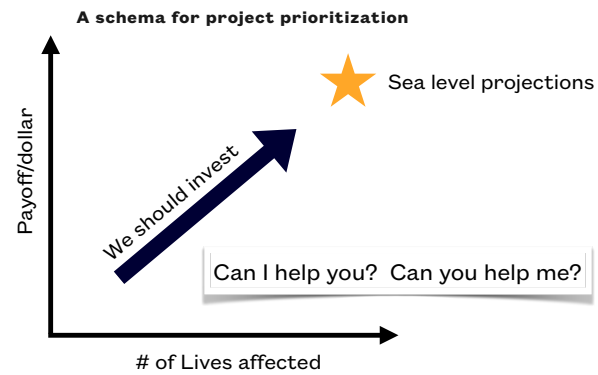 A schema for project prioritization
Sea level projections
Payoff/dollar
We should invest
Can I help you?  Can you help me?
# of Lives affected